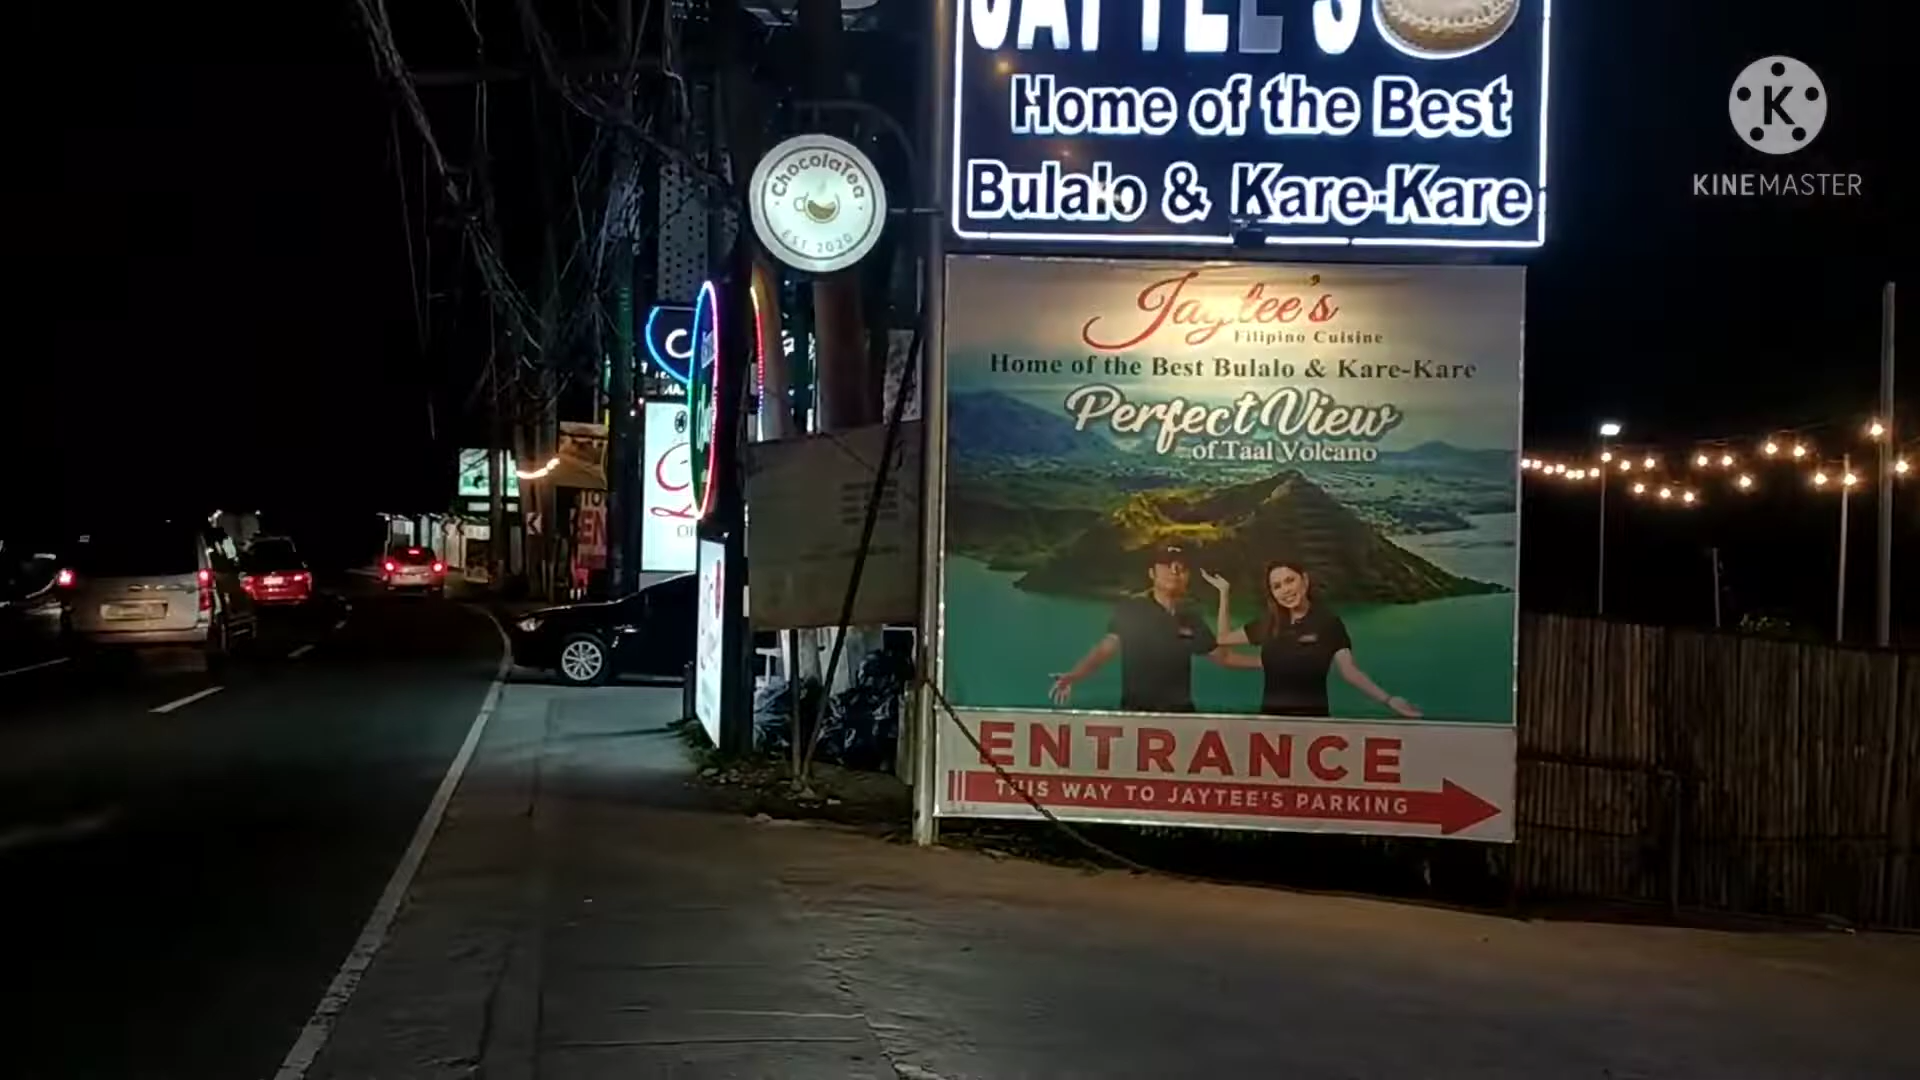 JAYTEE'S
Home of the Best
Bulalo & Kare-Kare
ChocolaTea
EST. 2020
Jaytee's
Filipino Cuisine
Home of the Best Bulalo & Kare-Kare
Perfect View
of Taal Volcano
ENTRANCE
THIS WAY TO JAYTEE'S PARKING
K
KINEMASTER